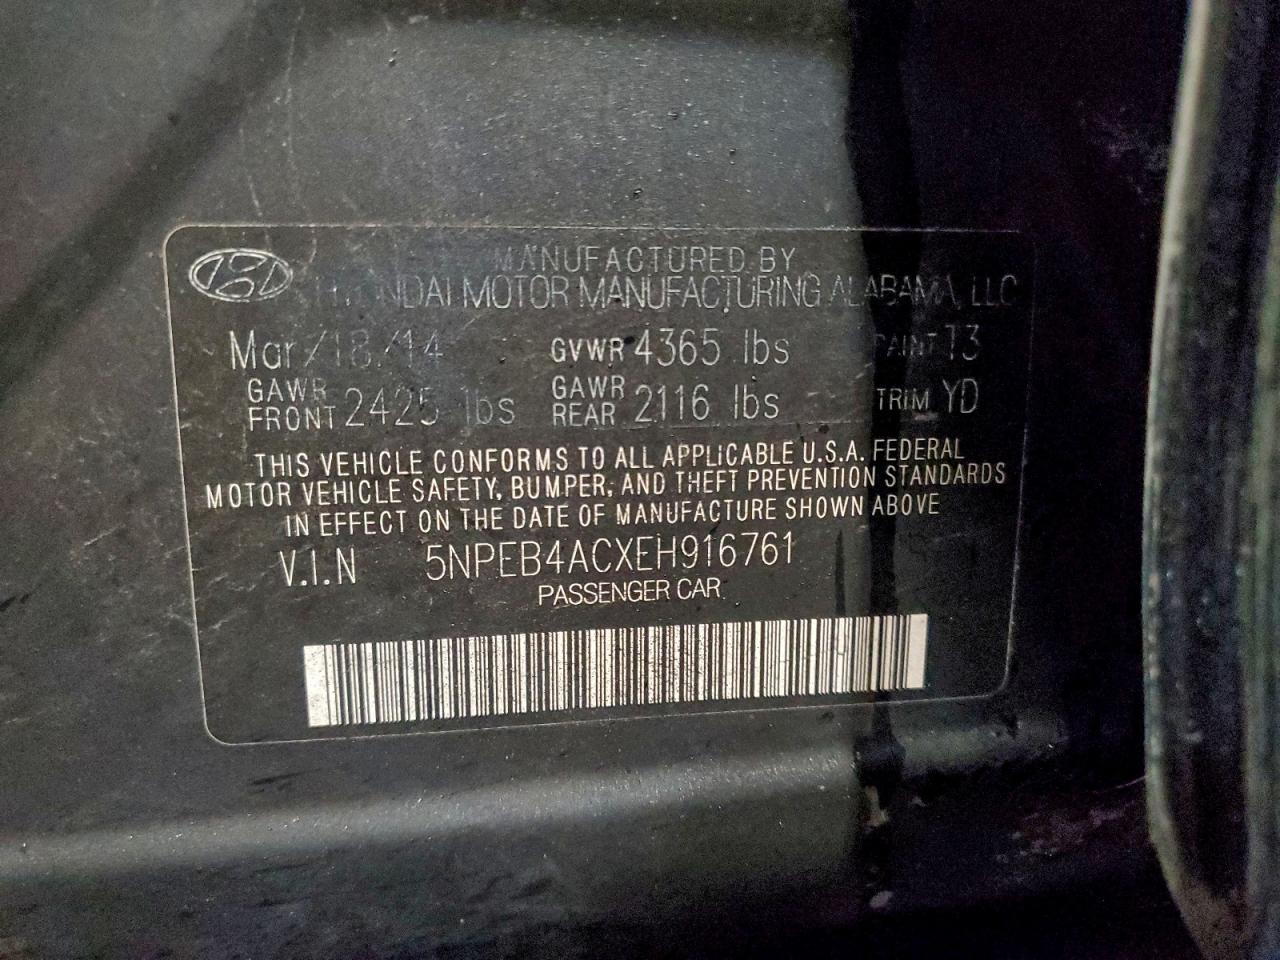 MANUFACTURED BY
HYUNDAI MOTOR MANUFACTURING ALABAMA, LLC
Mar/18/14 GVWR 4365 lbs PAINT 13
GAWR FRONT 2425 lbs GAWR REAR 2116 lbs TRIM YD
THIS VEHICLE CONFORMS TO ALL APPLICABLE U.S.A. FEDERAL
MOTOR VEHICLE SAFETY, BUMPER, AND THEFT PREVENTION STANDARDS
IN EFFECT ON THE DATE OF MANUFACTURE SHOWN ABOVE
V.I.N 5NPEB4ACXEH916761
PASSENGER CAR